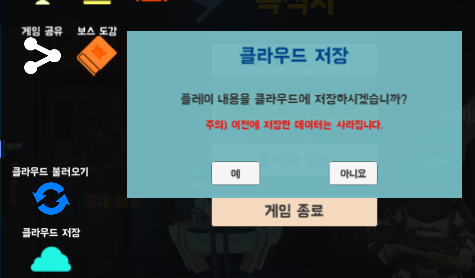 게임 공유
보스 도감
클라우드 저장
플레이 내용을 클라우드에 저장하시겠습니까?
주의) 이전에 저장한 데이터는 사라집니다.
예
아니요
클라우드 불러오기
게임 종료
클라우드 저장